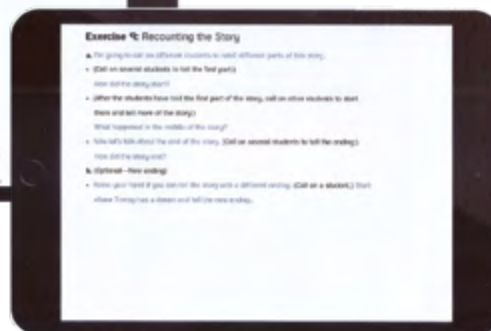 Exercise 9: Recounting the Story
a. I'm going to call on different students to retell different parts of this story.
• (Call on several students to tell the first part.)
How did the story start?
• (After the students have told the first part of the story, call on other students to start
there and tell more of the story.)
What happened in the middle of the story?
• Now let's talk about the end of the story. (Call on several students to tell the ending.)
How did the story end?
b. (Optional—New ending)
• Raise your hand if you can tell the story with a different ending. (Call on a student.) Start
where has a dream and tell the new ending.